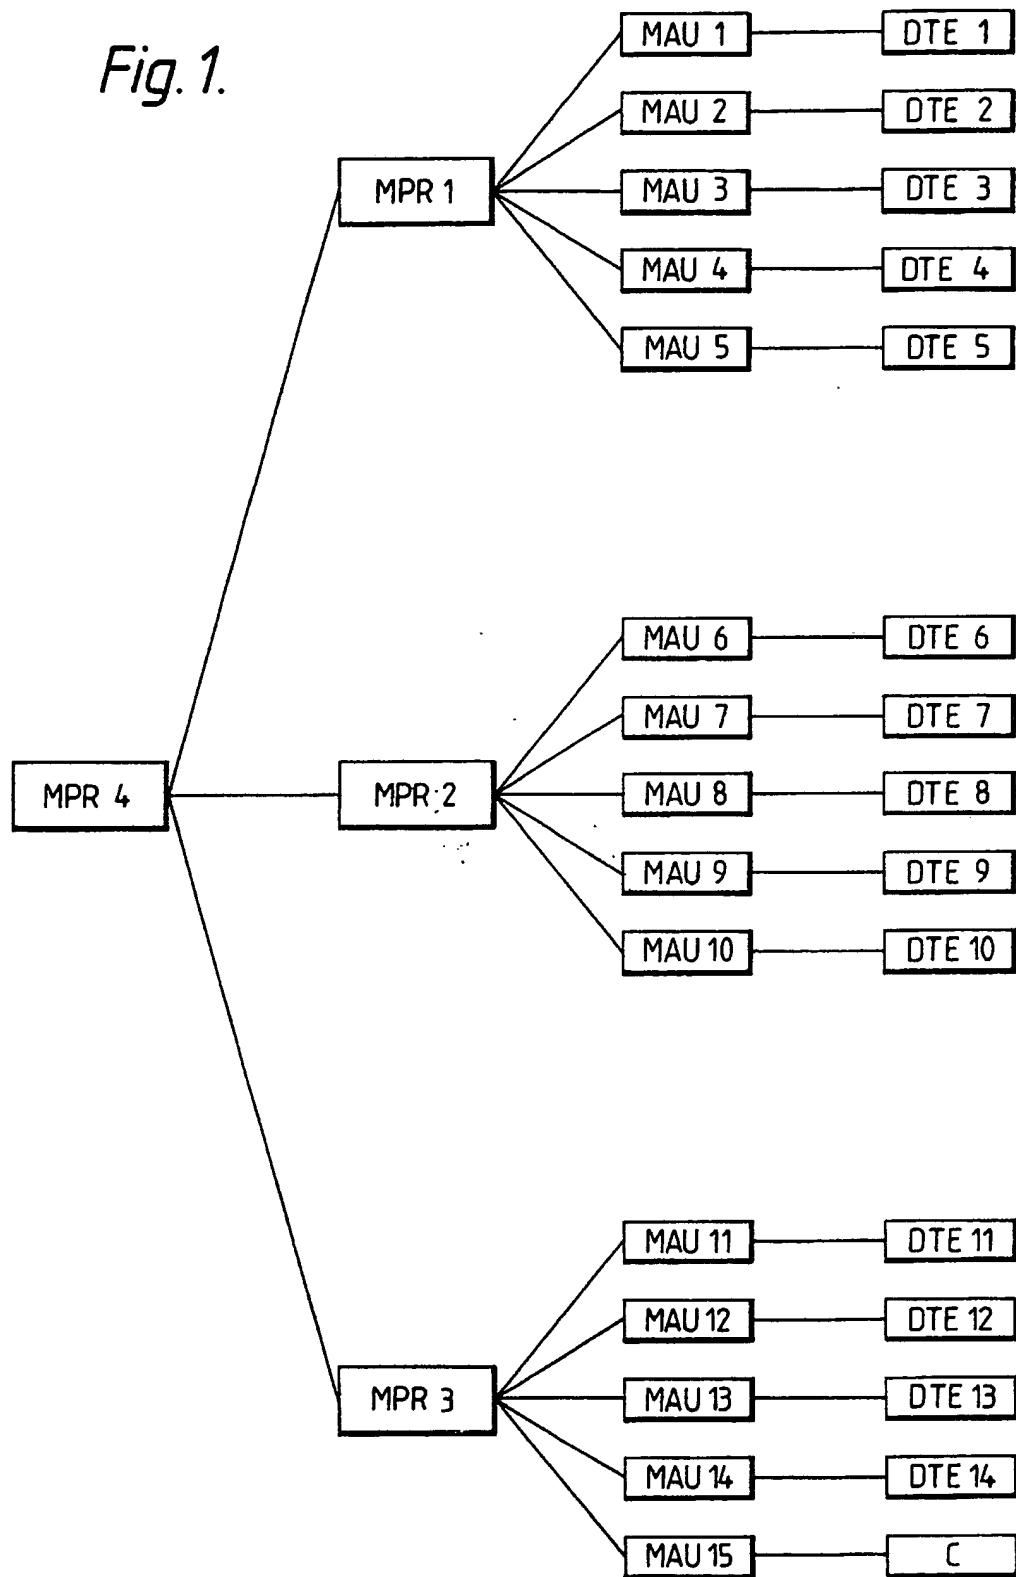 Fig. 1.
MAU 1 DTE 1
MAU 2 DTE 2
MPR 1 MAU 3 DTE 3
MAU 4 DTE 4
MAU 5 DTE 5
MAU 6 DTE 6
MAU 7 DTE 7
MPR 4 MPR 2 MAU 8 DTE 8
MAU 9 DTE 9
MAU 10 DTE 10
MAU 11 DTE 11
MAU 12 DTE 12
MPR 3 MAU 13 DTE 13
MAU 14 DTE 14
MAU 15 C